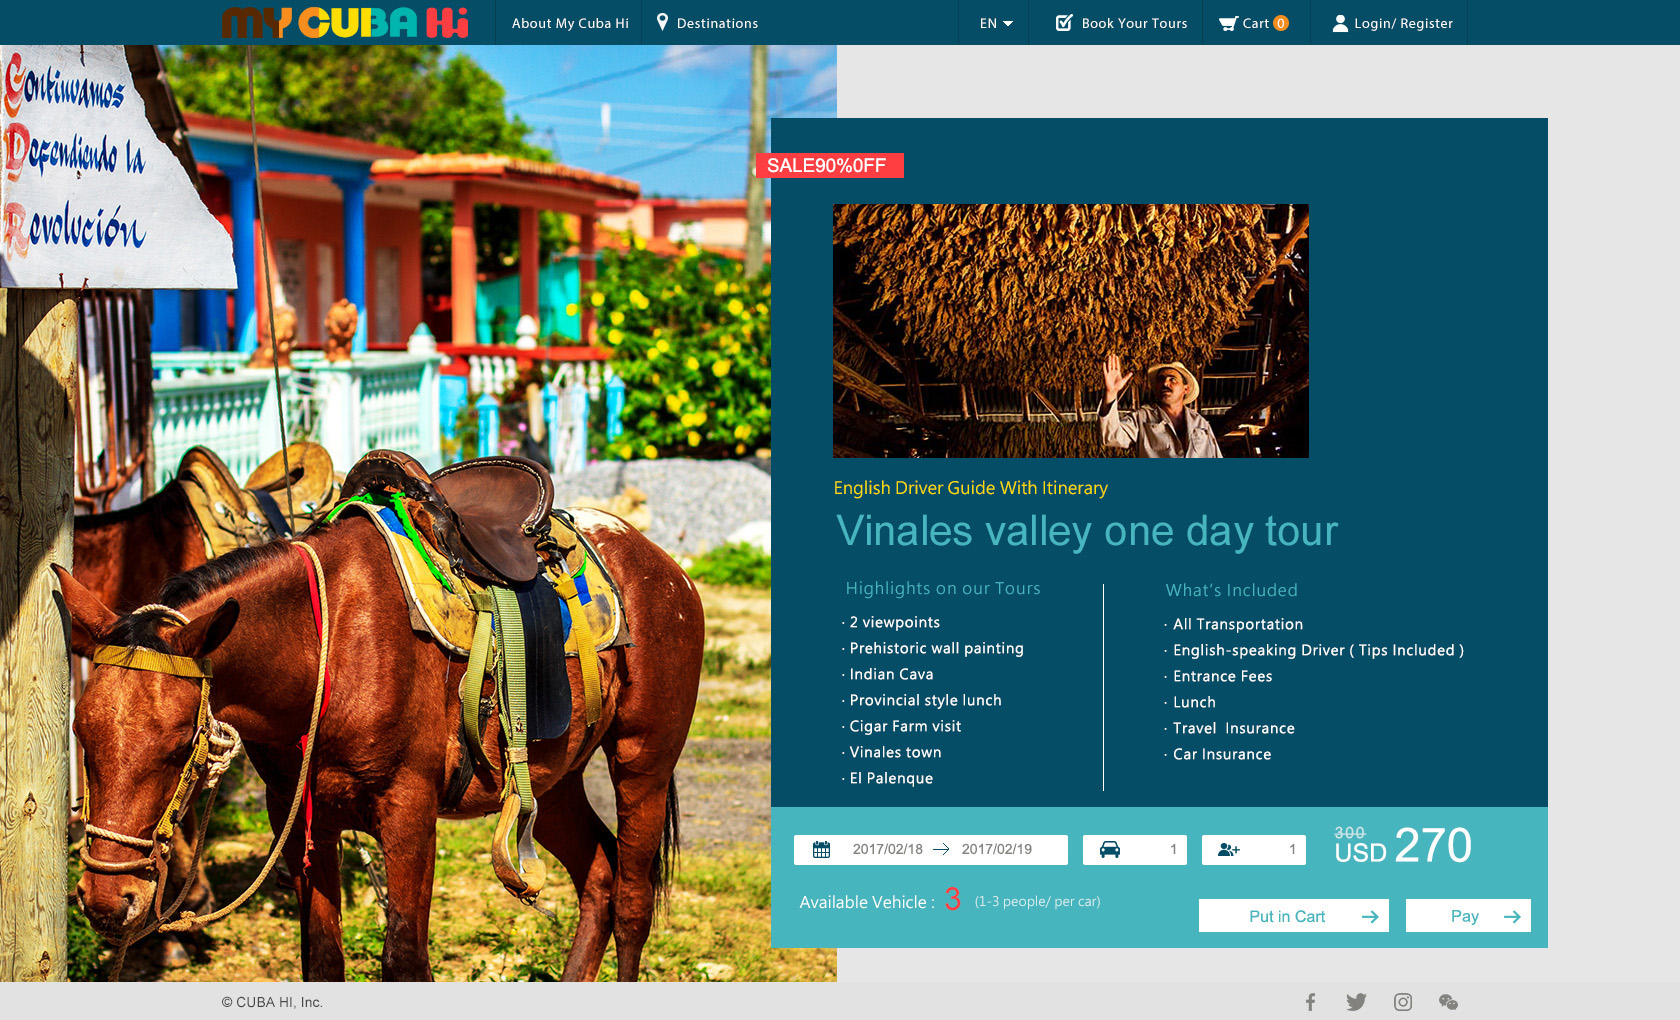 MY CUBA Hi
About My Cuba Hi
Destinations
EN
Book Your Tours
Cart 0
Login/ Register
Continuamos
Defendiendo la
Revolución
SALE90%0FF
English Driver Guide With Itinerary
Vinales valley one day tour
Highlights on our Tours
· 2 viewpoints
· Prehistoric wall painting
· Indian Cava
· Provincial style lunch
· Cigar Farm visit
· Vinales town
· El Palenque
What's Included
· All Transportation
· English-speaking Driver ( Tips Included )
· Entrance Fees
· Lunch
· Travel Insurance
· Car Insurance
2017/02/18 → 2017/02/19
1
1
300
USD 270
Available Vehicle : 3 (1-3 people/ per car)
Put in Cart →
Pay →
© CUBA HI, Inc.